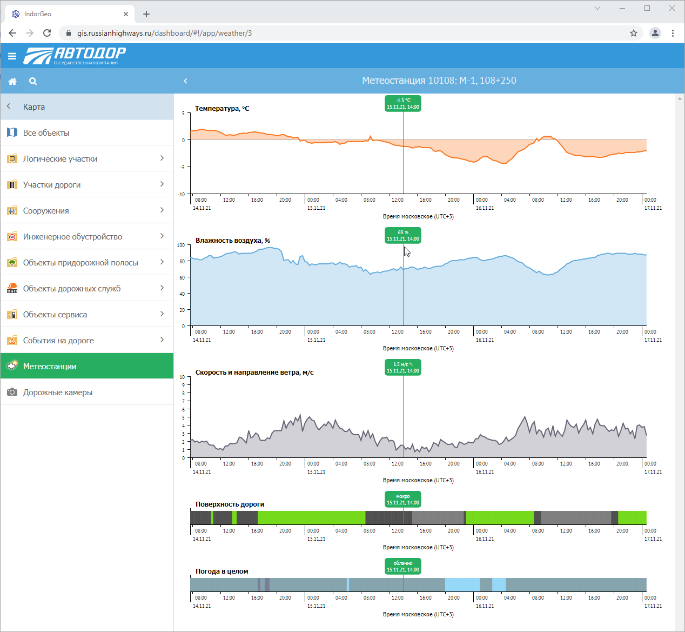 IndorGeo
gis.russianhighways.ru/dashboard/#!/app/weather/3
АВТОДОР
Метеостанция 10108: М-1, 108+250
Карта
Все объекты
Логические участки
Участки дороги
Сооружения
Инженерное обустройство
Объекты придорожной полосы
Объекты дорожных служб
Объекты сервиса
События на дороге
Метеостанции
Дорожные камеры
Температура, °C
15.11.21, 14:00
5
0
-5
-10
08:00 12:00 16:00 20:00 00:00 04:00 08:00 12:00 16:00 20:00 00:00 04:00 08:00 12:00 16:00 20:00 00:00
14.11.21 15.11.21 16.11.21 17.11.21
Время московское (UTC+3)
Влажность воздуха, %
15.11.21, 14:00
100
80
60
40
20
0
08:00 12:00 16:00 20:00 00:00 04:00 08:00 12:00 16:00 20:00 00:00 04:00 08:00 12:00 16:00 20:00 00:00
14.11.21 15.11.21 16.11.21 17.11.21
Время московское (UTC+3)
Скорость и направление ветра, м/с
15.11.21, 14:00
10
9
8
7
6
5
4
3
2
1
0
08:00 12:00 16:00 20:00 00:00 04:00 08:00 12:00 16:00 20:00 00:00 04:00 08:00 12:00 16:00 20:00 00:00
14.11.21 15.11.21 16.11.21 17.11.21
Время московское (UTC+3)
Поверхность дороги
мокро
15.11.21, 14:00
08:00 12:00 16:00 20:00 00:00 04:00 08:00 12:00 16:00 20:00 00:00 04:00 08:00 12:00 16:00 20:00 00:00
14.11.21 15.11.21 16.11.21 17.11.21
Время московское (UTC+3)
Погода в целом
облачно
15.11.21, 14:00
08:00 12:00 16:00 20:00 00:00 04:00 08:00 12:00 16:00 20:00 00:00 04:00 08:00 12:00 16:00 20:00 00:00
14.11.21 15.11.21 16.11.21 17.11.21
Время московское (UTC+3)